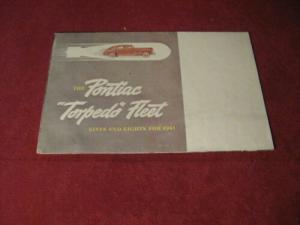 THE Pontiac
"Torpedo" Fleet
SIXES AND EIGHTS FOR 1941